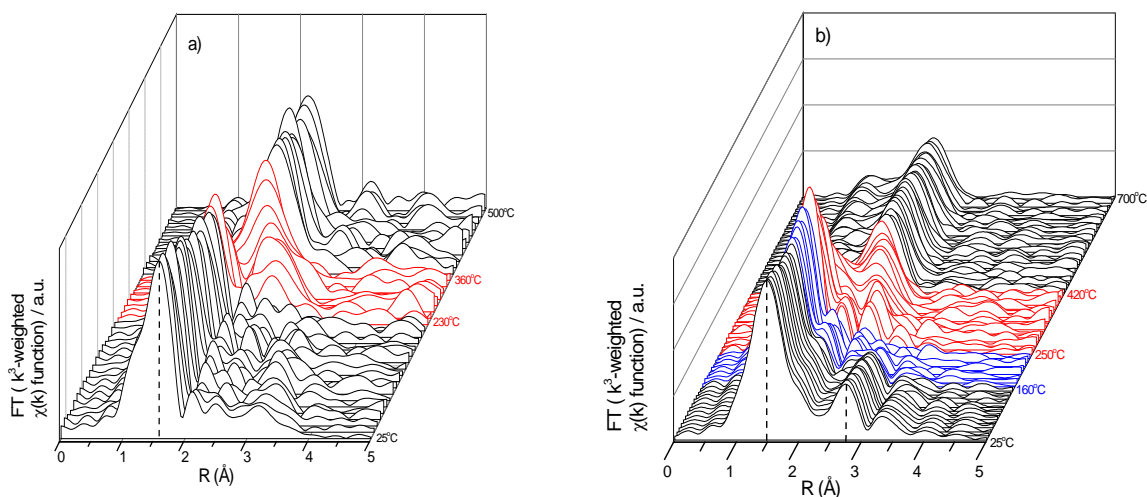 a)
500°C
360°C
230°C
25°C
FT ( k³-weighted
χ(k) function) / a.u.
0 1 2 3 4 5
R (Å)
b)
700°C
420°C
250°C
160°C
25°C
FT ( k³-weighted
χ(k) function) / a.u.
0 1 2 3 4 5
R (Å)